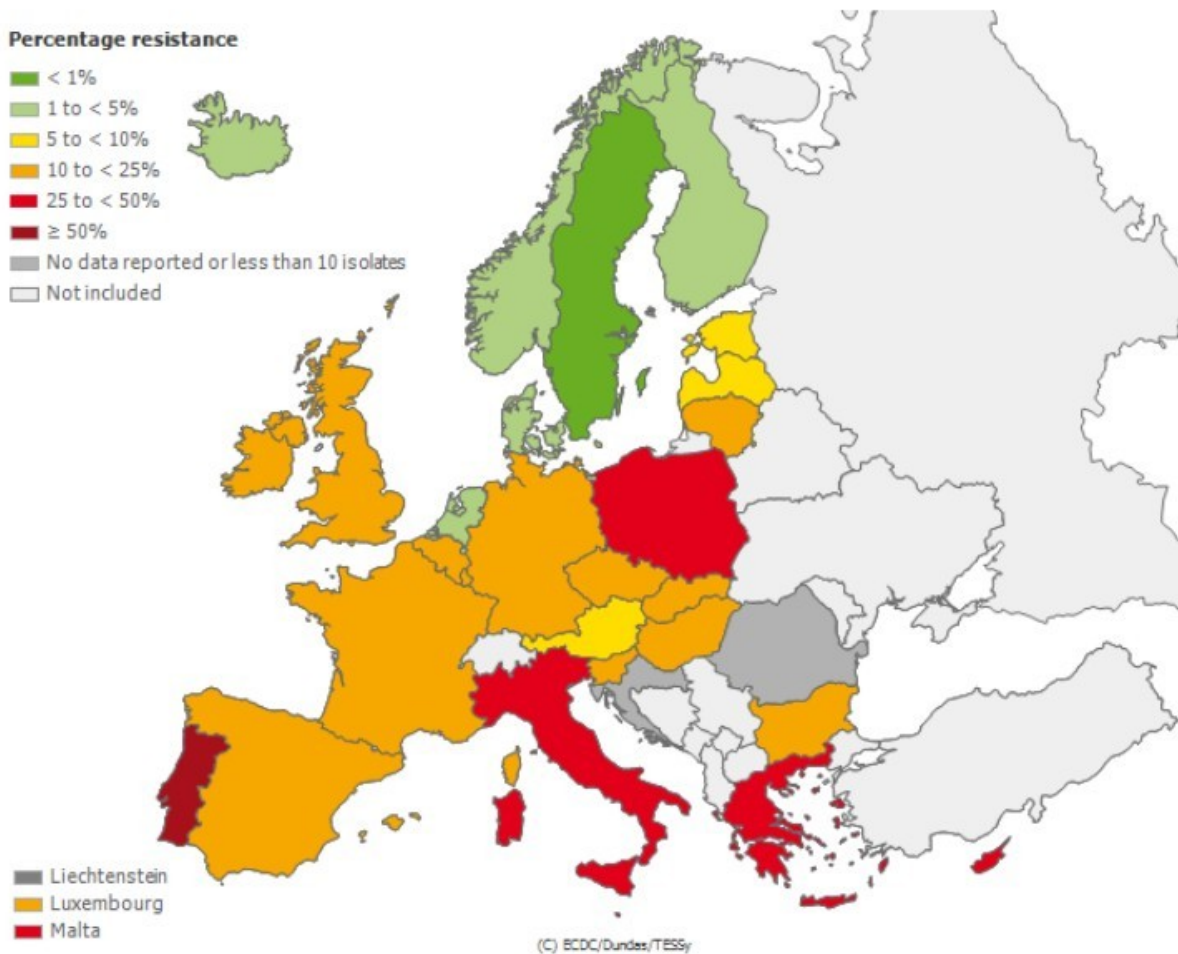 Percentage resistance
< 1%
1 to < 5%
5 to < 10%
10 to < 25%
25 to < 50%
≥ 50%
No data reported or less than 10 isolates
Not included
Liechtenstein
Luxembourg
Malta
(C) ECDC/Dundas/TESSy